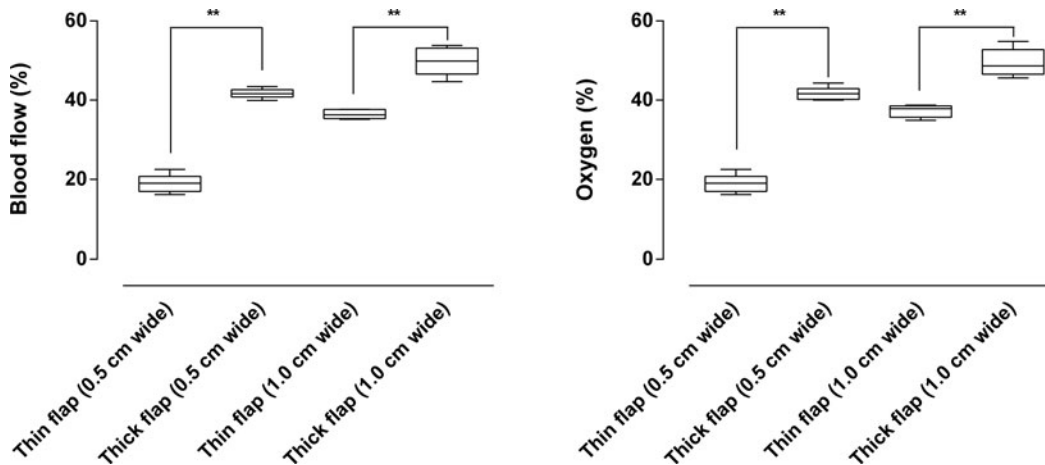 60
40
20
0
Blood flow (%)
**
**
Thin flap (0.5 cm wide)
Thick flap (0.5 cm wide)
Thin flap (1.0 cm wide)
Thick flap (1.0 cm wide)
60
40
20
0
Oxygen (%)
**
**
Thin flap (0.5 cm wide)
Thick flap (0.5 cm wide)
Thin flap (1.0 cm wide)
Thick flap (1.0 cm wide)